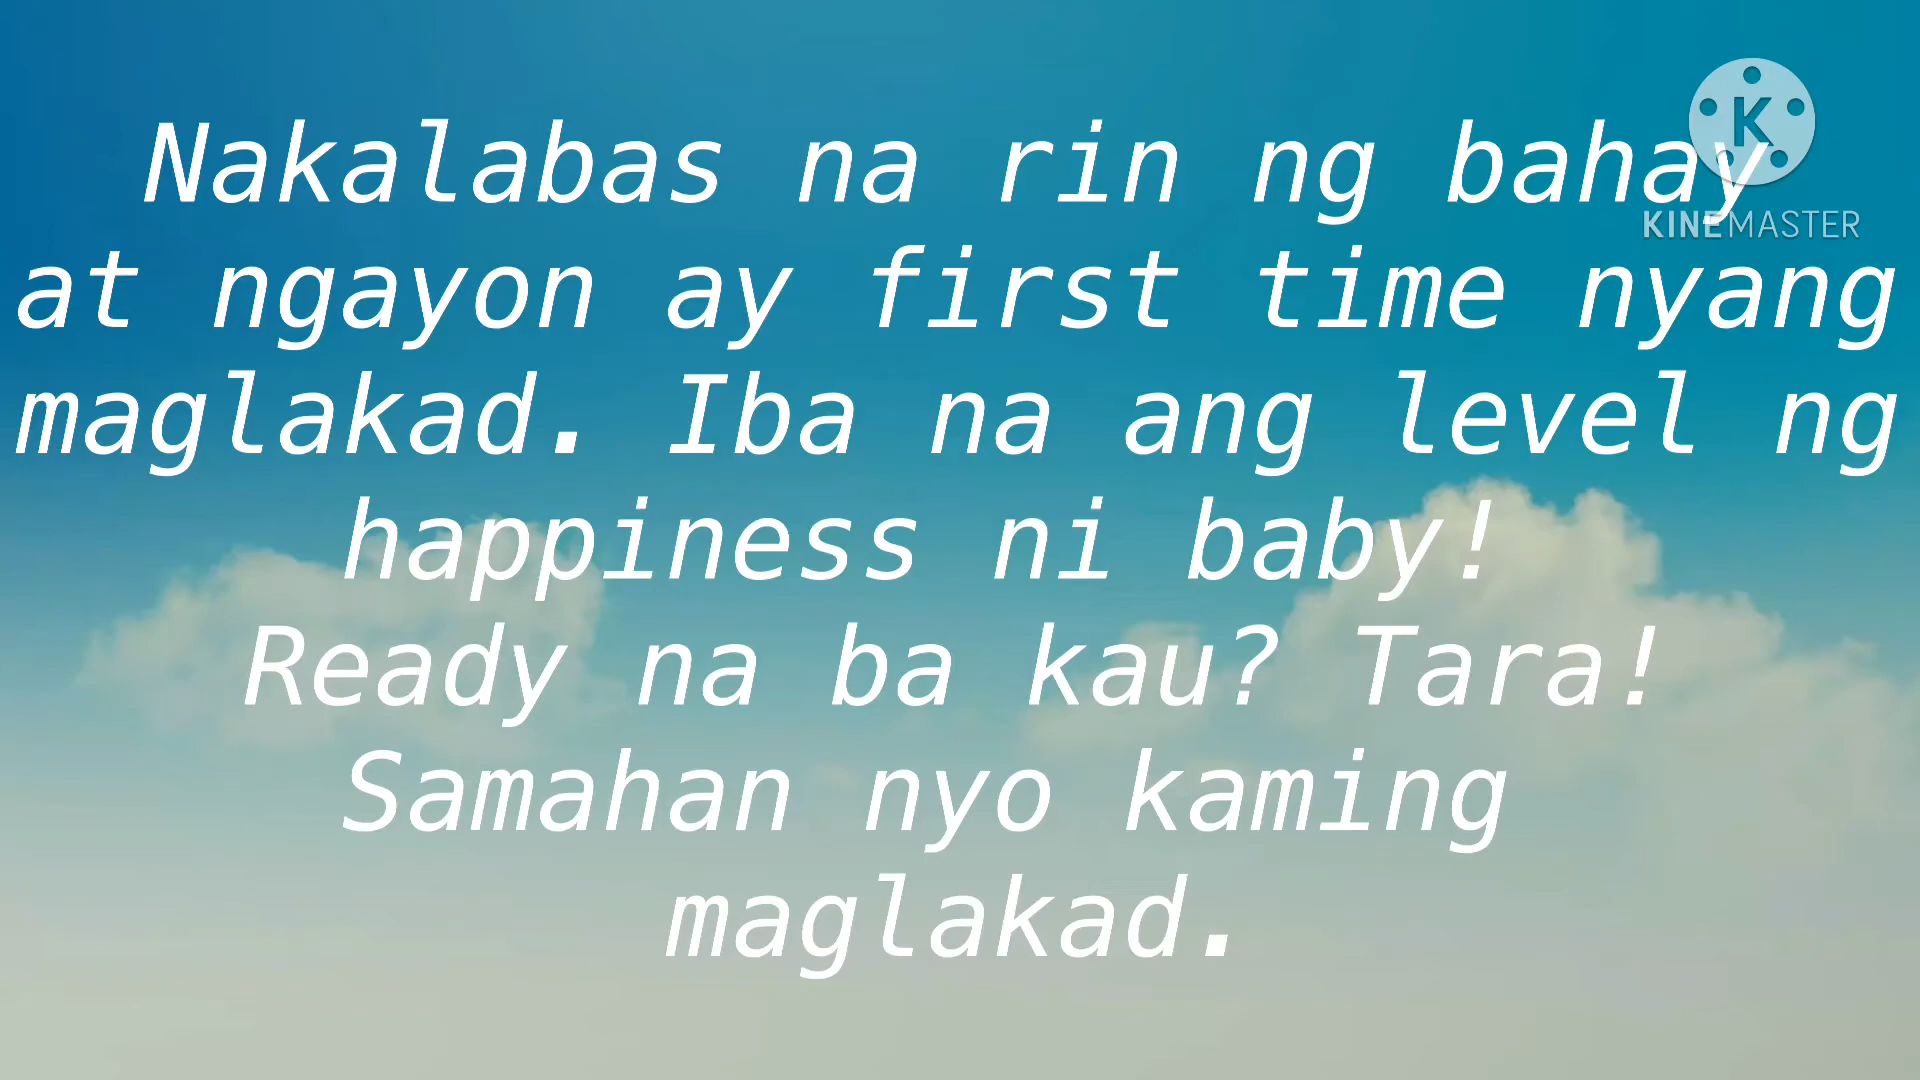 Nakalabas na rin ng bahay
at ngayon ay first time nyang
maglakad. Iba na ang level ng
happiness ni baby!
Ready na ba kau? Tara!
Samahan nyo kaming
maglakad.
K
KINEMASTER